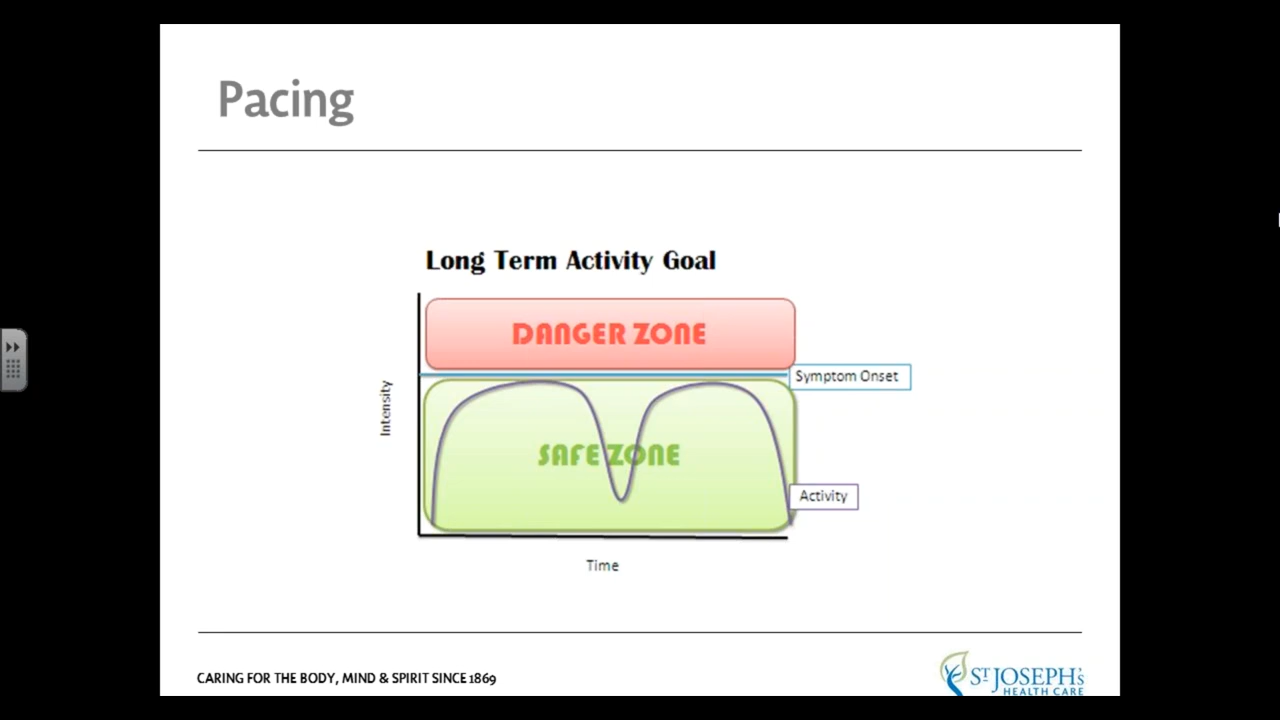 Pacing
Long Term Activity Goal
DANGER ZONE
Symptom Onset
Intensity
SAFE ZONE
Activity
Time
CARING FOR THE BODY, MIND & SPIRIT SINCE 1869
ST JOSEPH'S
HEALTH CARE